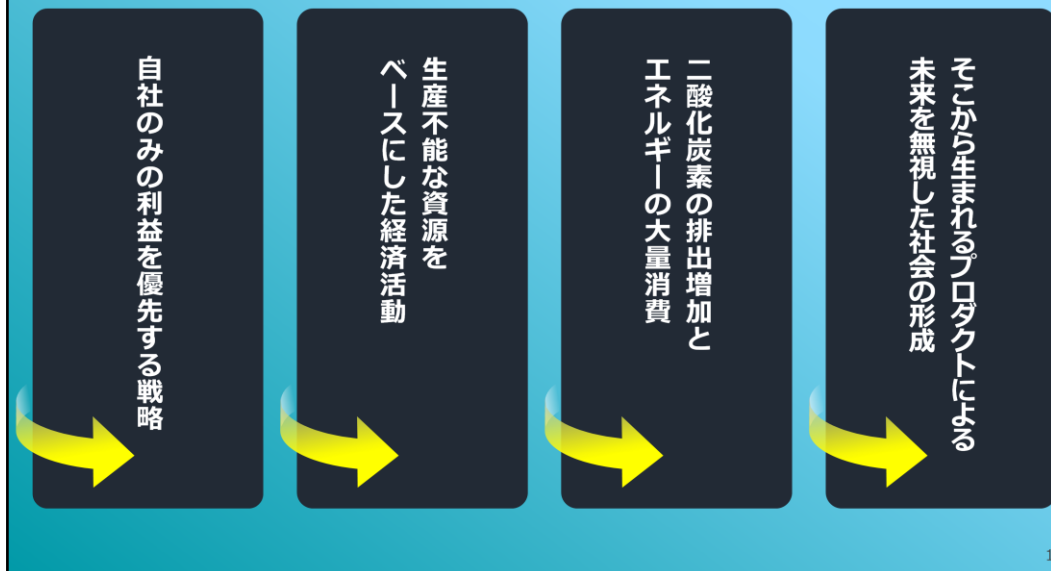 自社のみの利益を優先する戦略
生産不能な資源を
ベースにした経済活動
二酸化炭素の排出増加と
エネルギーの大量消費
そこから生まれるプロダクトによる
未来を無視した社会の形成
1